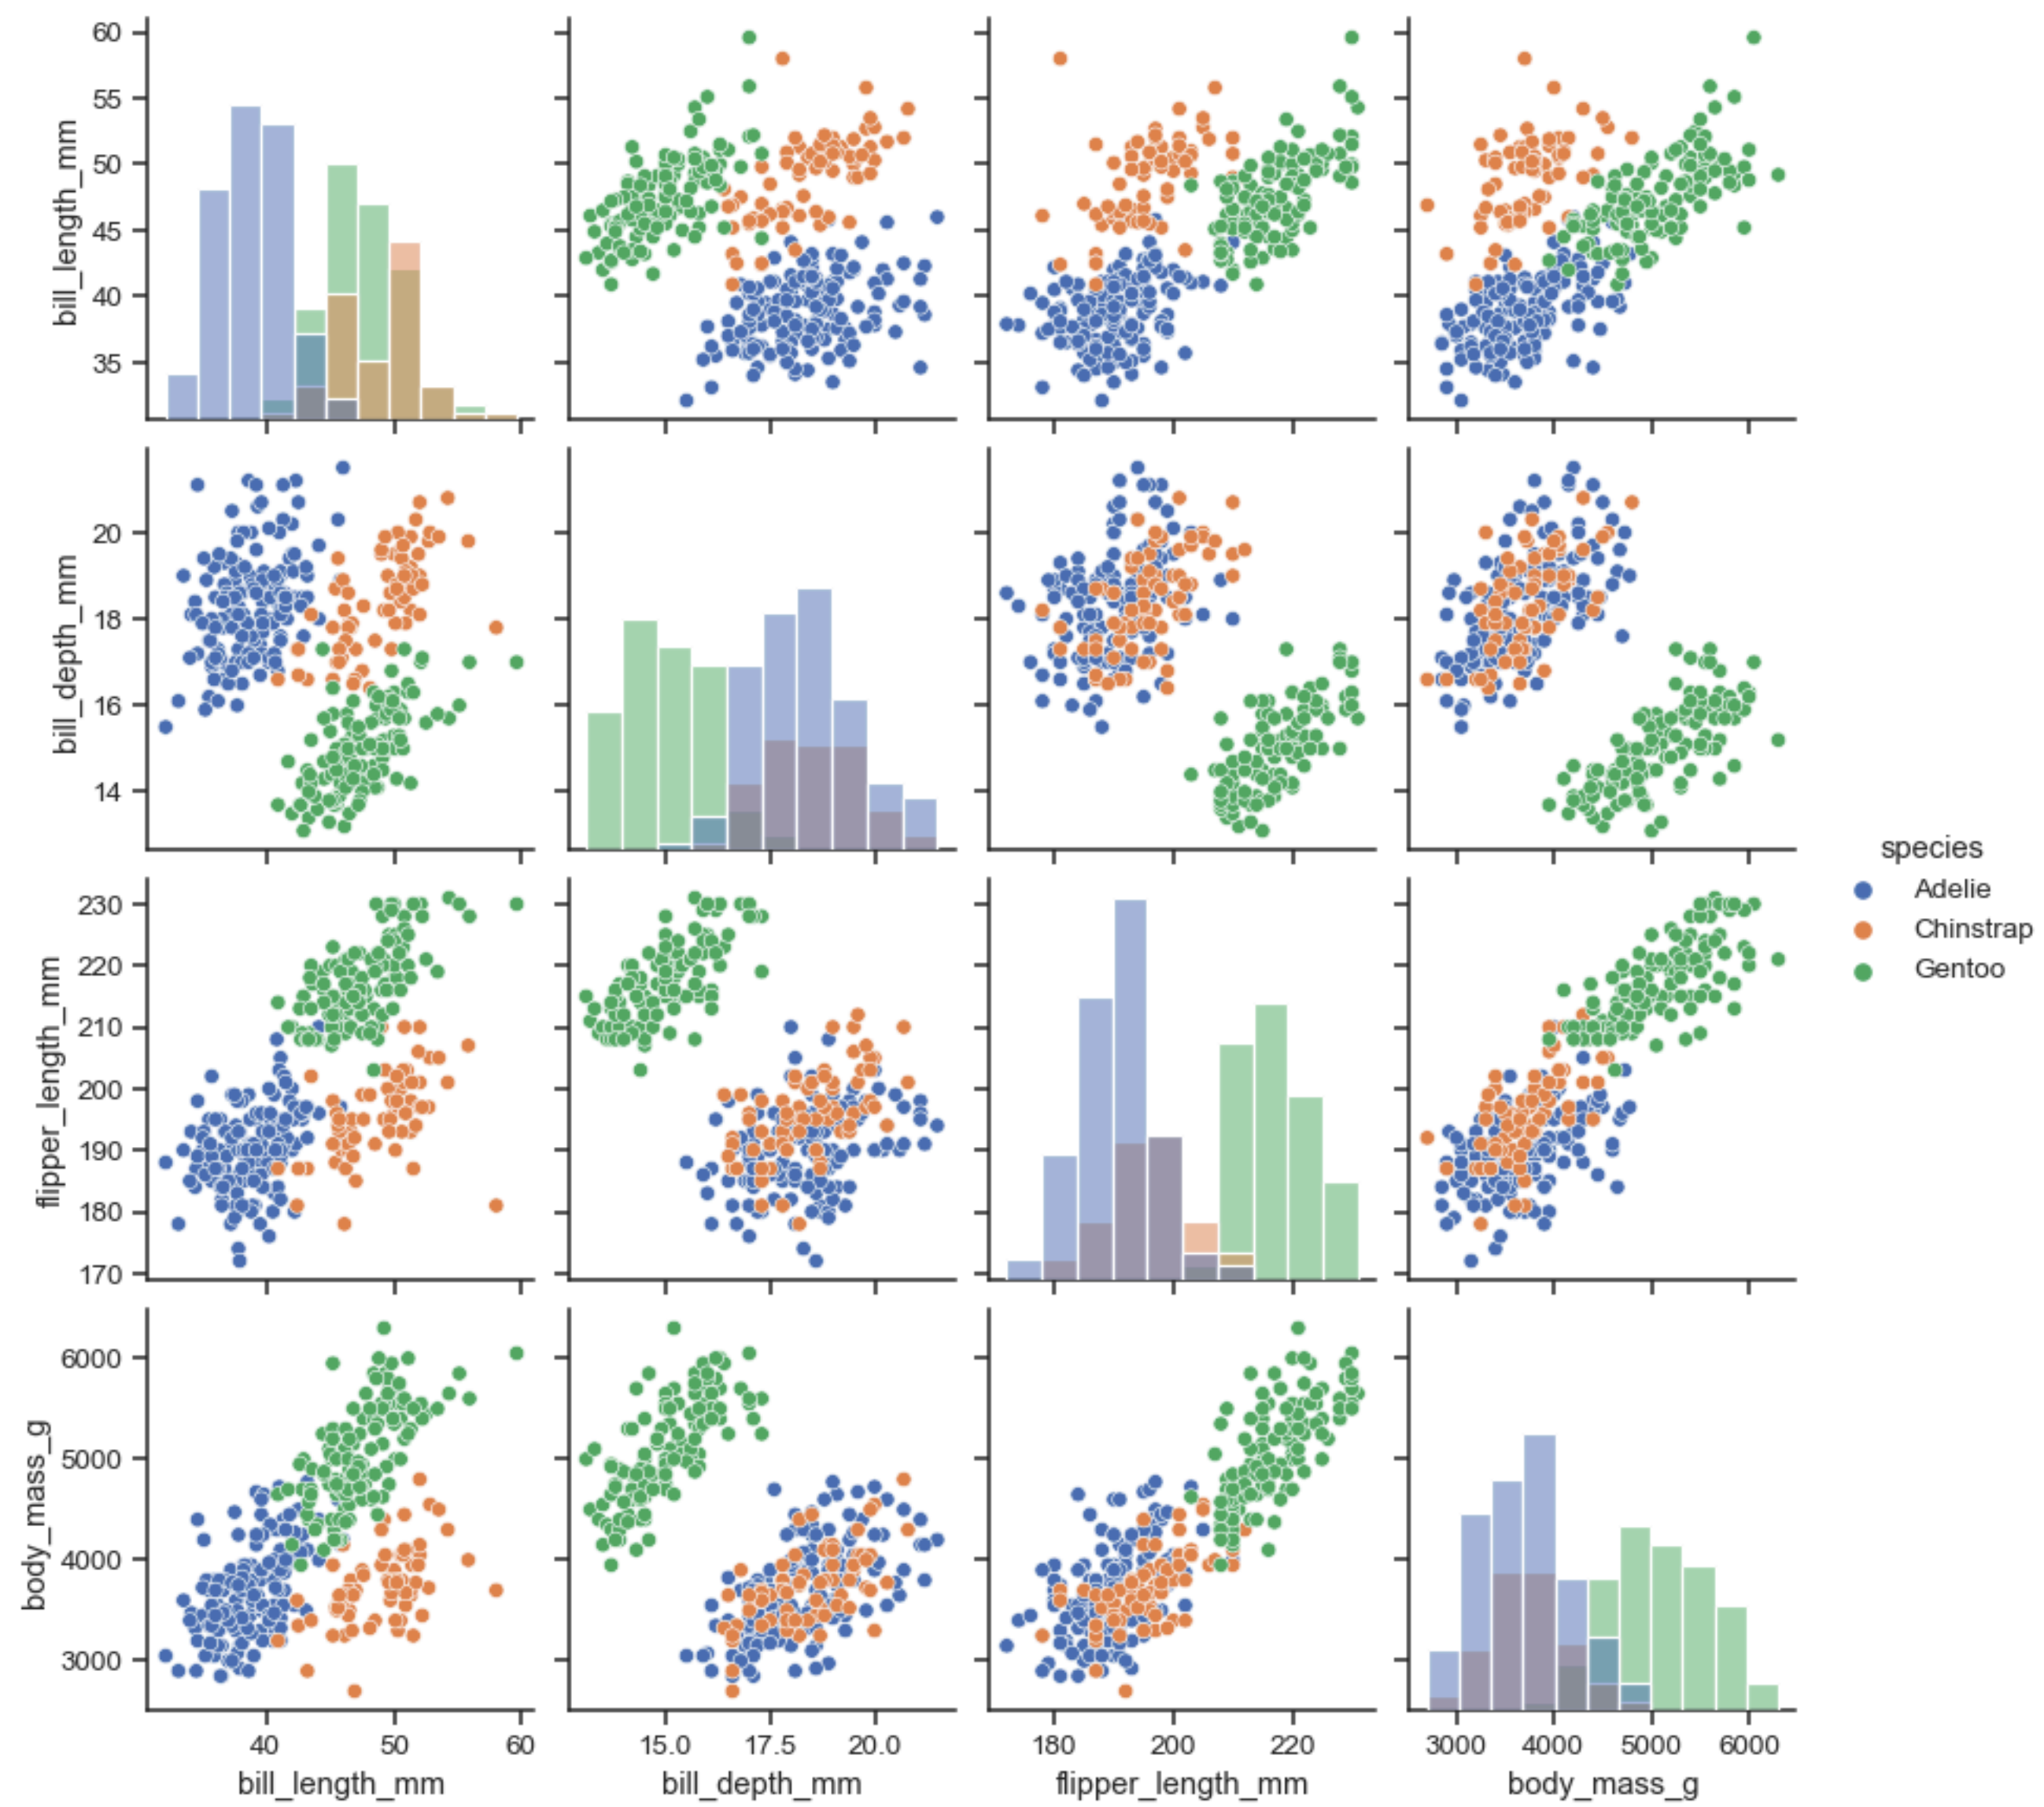 bill_length_mm
60
55
50
45
40
35
bill_depth_mm
20
18
16
14
flipper_length_mm
230
220
210
200
190
180
170
body_mass_g
6000
5000
4000
3000
40 50 60
15.0 17.5 20.0
180 200 220
3000 4000 5000 6000
bill_length_mm
bill_depth_mm
flipper_length_mm
body_mass_g
species
Adelie
Chinstrap
Gentoo